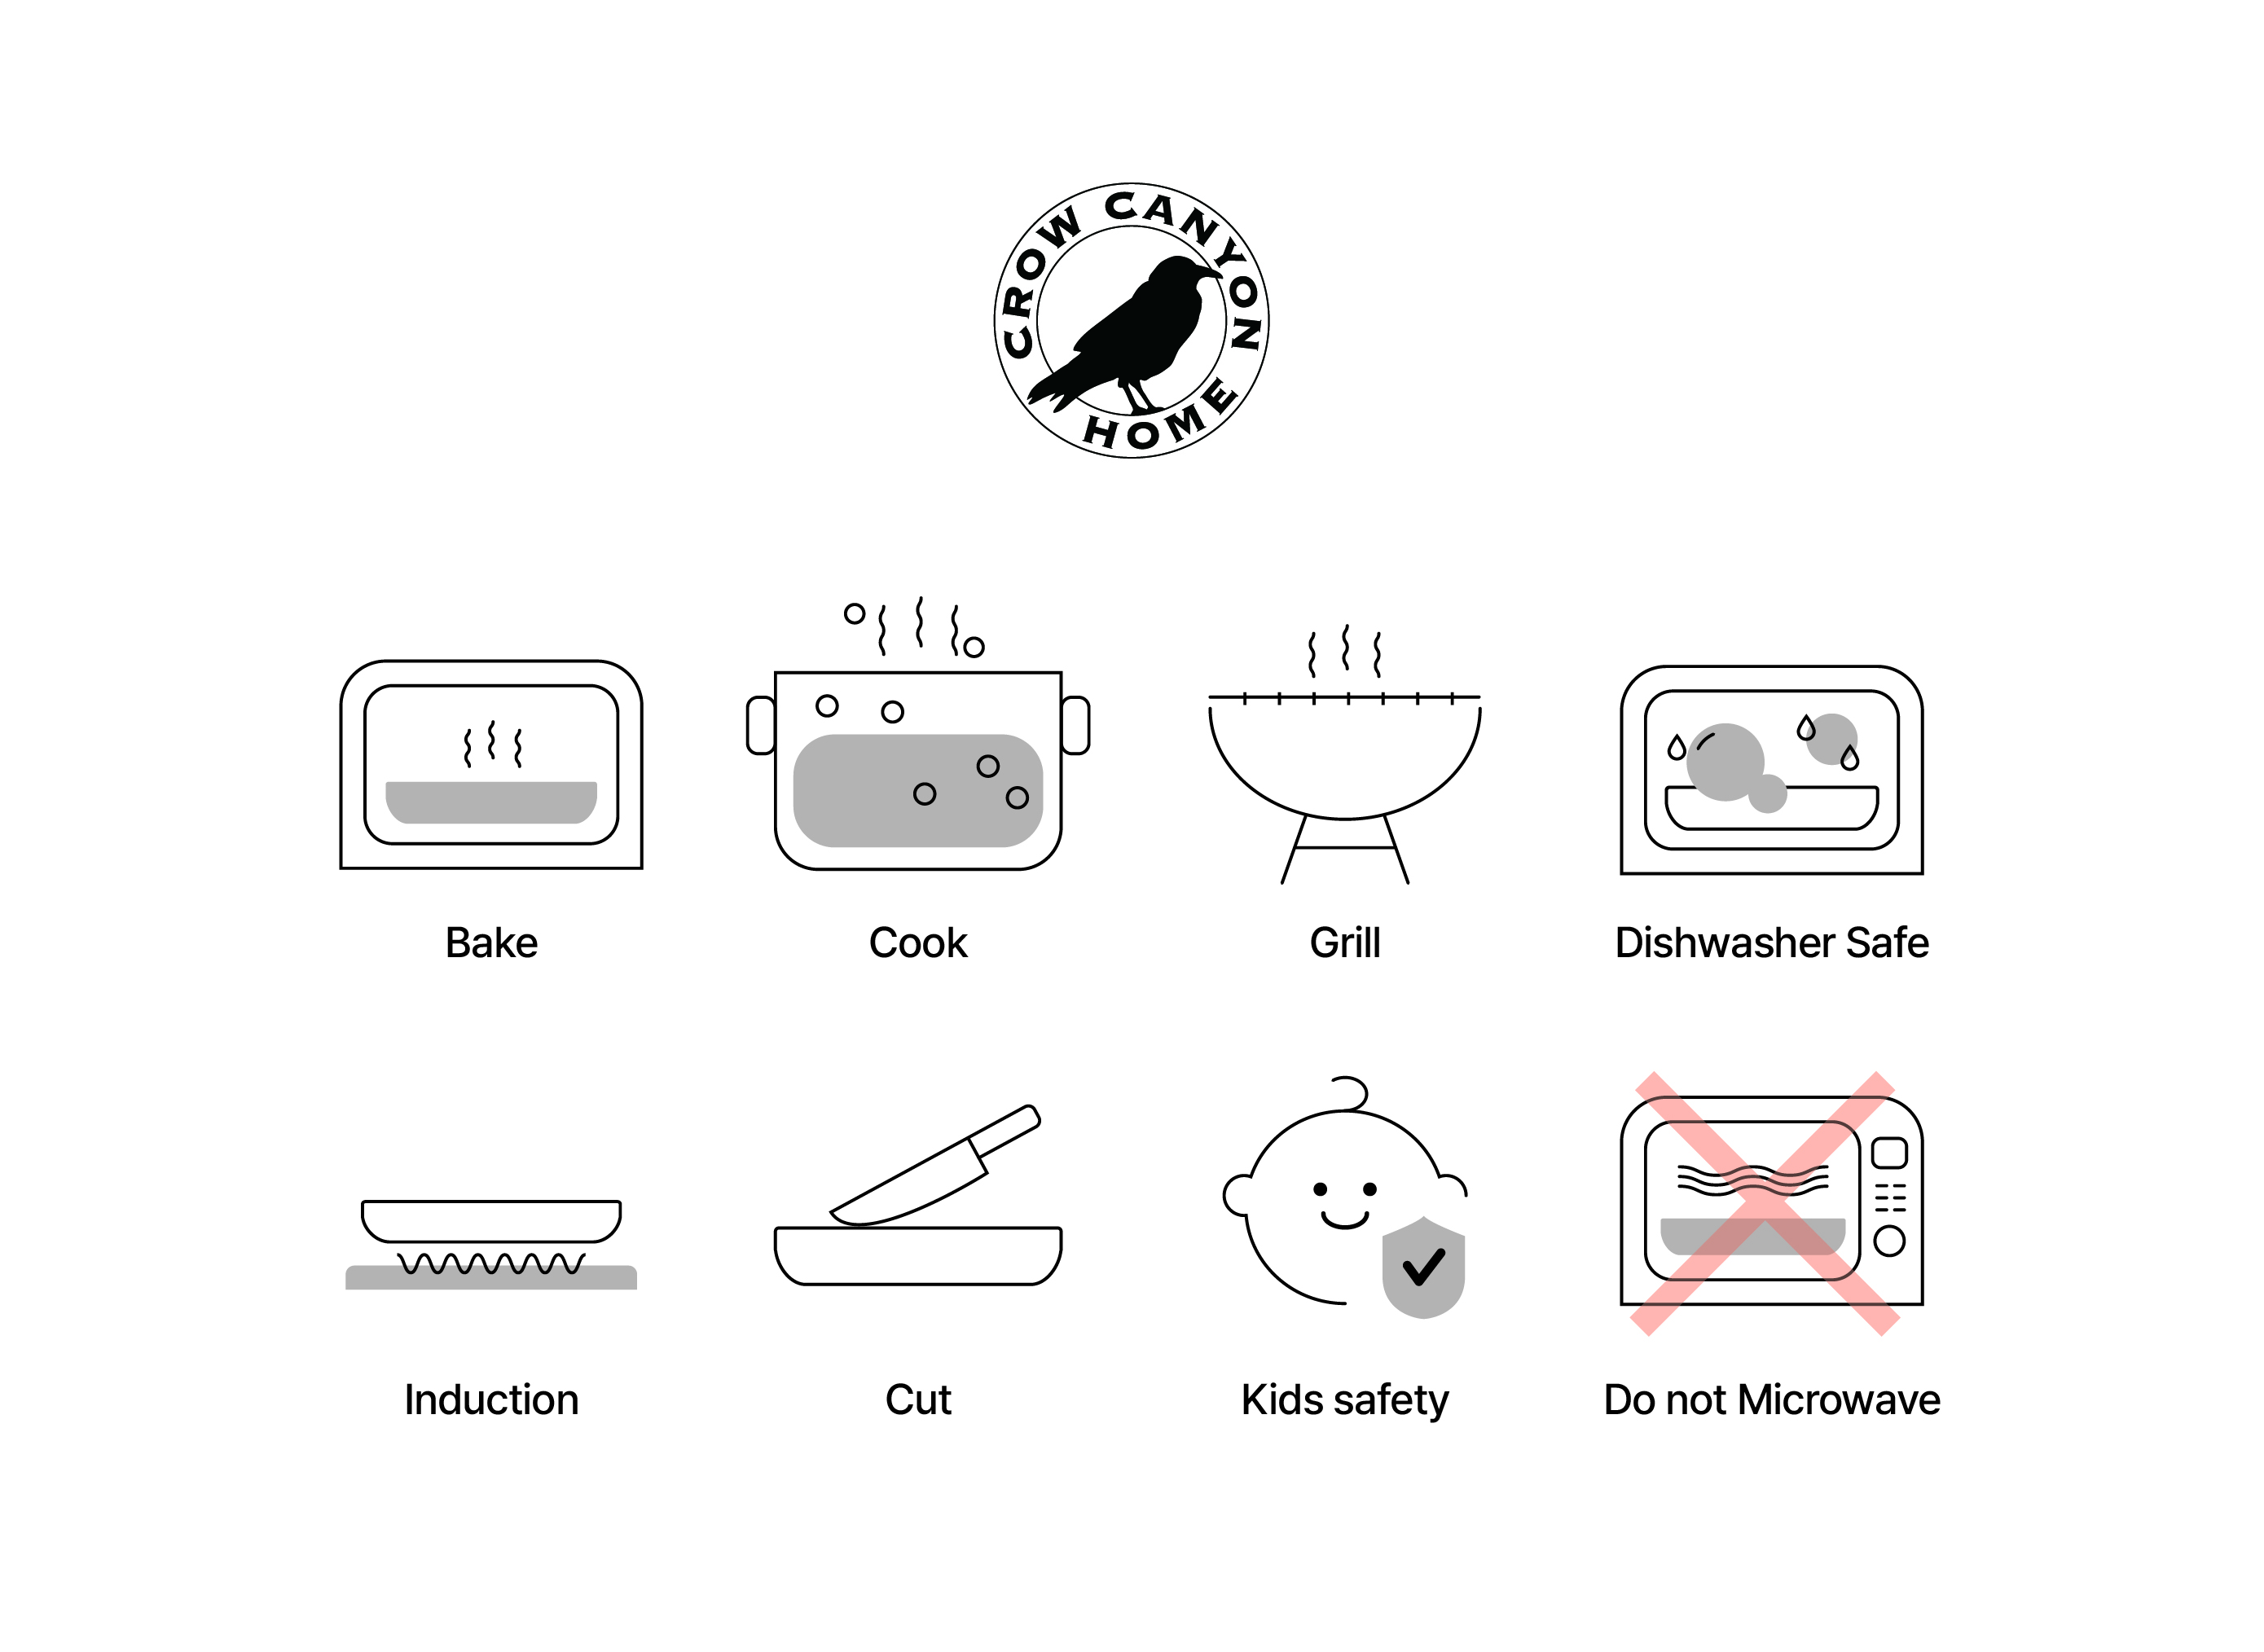 CROW CANYON
HOME
Bake
Cook
Grill
Dishwasher Safe
Induction
Cut
Kids safety
Do not Microwave